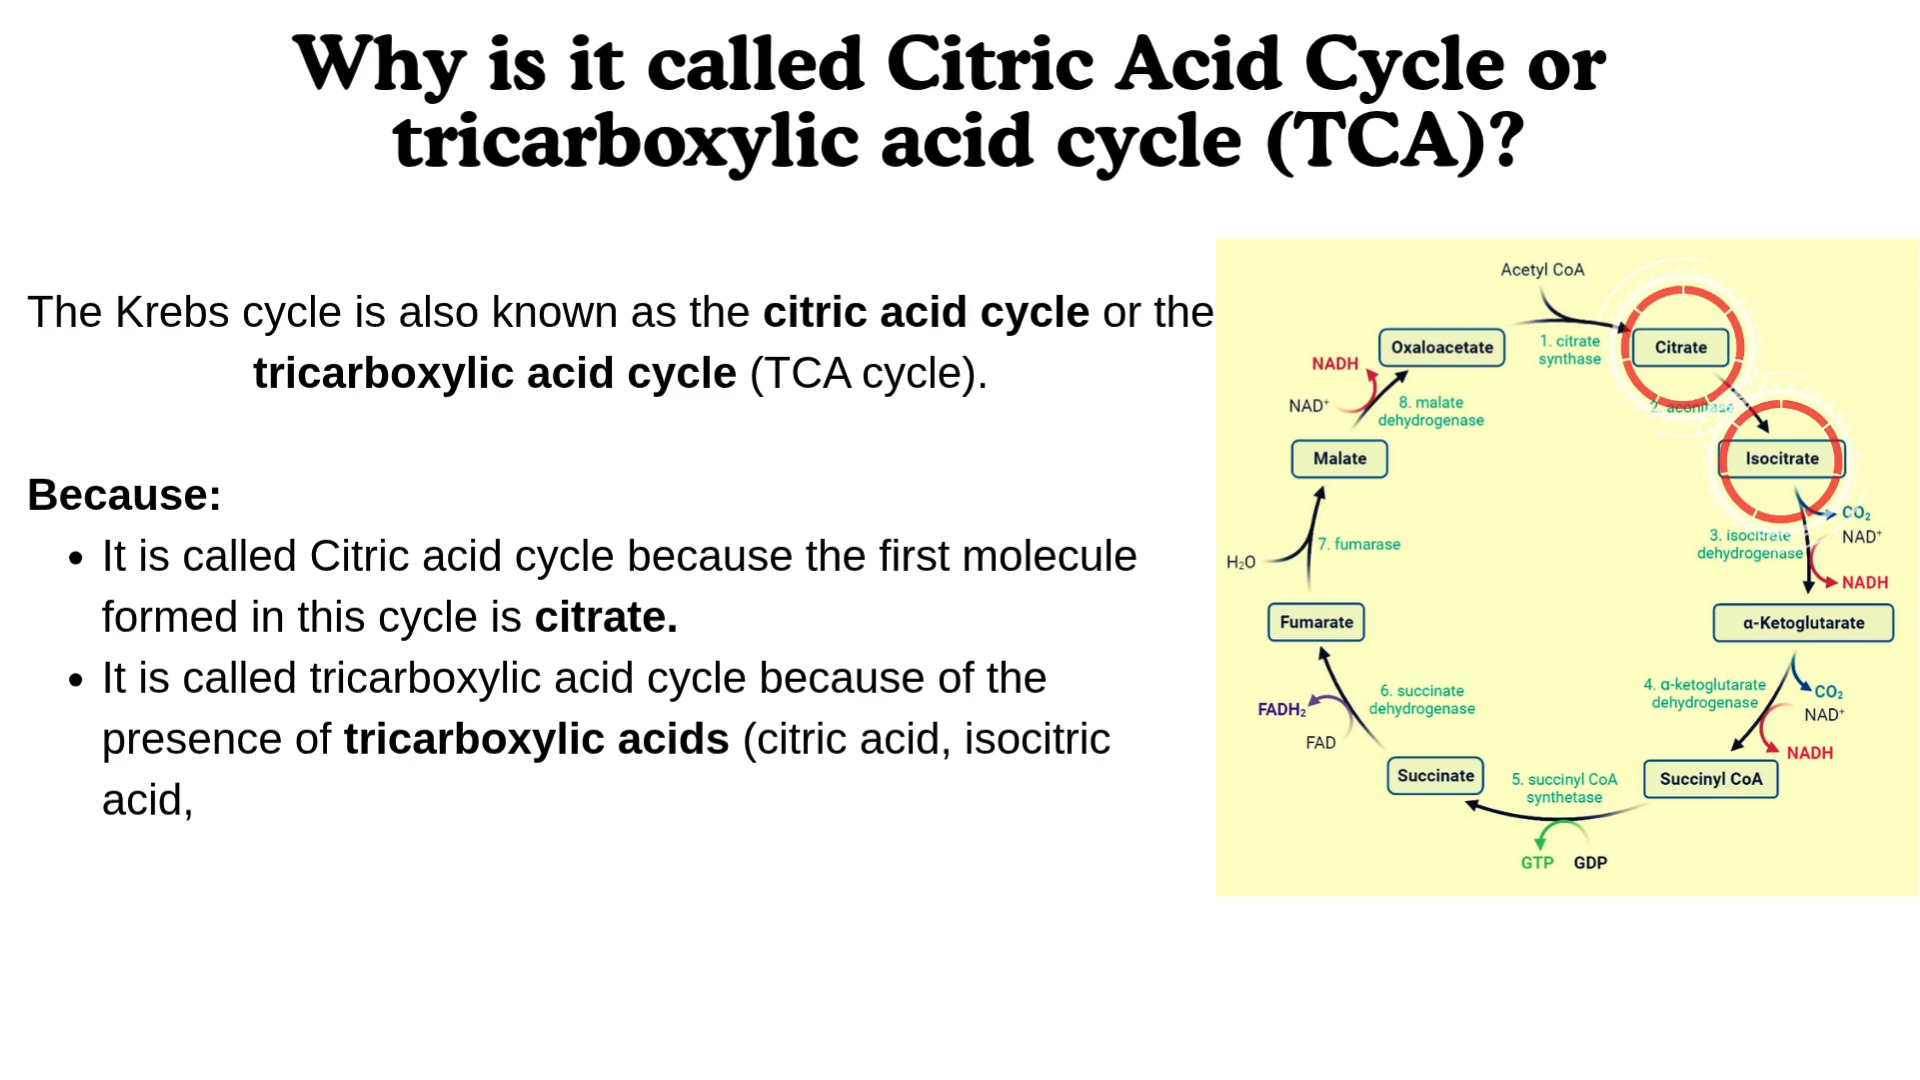 Why is it called Citric Acid Cycle or
tricarboxylic acid cycle (TCA)?
The Krebs cycle is also known as the citric acid cycle or the
tricarboxylic acid cycle (TCA cycle).
Because:
• It is called Citric acid cycle because the first molecule
formed in this cycle is citrate.
• It is called tricarboxylic acid cycle because of the
presence of tricarboxylic acids (citric acid, isocitric
acid,
Acetyl CoA
Oxaloacetate
1. citrate
synthase
Citrate
NADH
NAD⁺
8. malate
dehydrogenase
2. aconitase
Malate
Isocitrate
CO₂
NAD⁺
3. isocitrate
dehydrogenase
NADH
7. fumarase
H₂O
Fumarate
α-Ketoglutarate
4. α-ketoglutarate
dehydrogenase
CO₂
NAD⁺
NADH
6. succinate
dehydrogenase
FADH₂
FAD
Succinate
5. succinyl CoA
synthetase
Succinyl CoA
GTP GDP